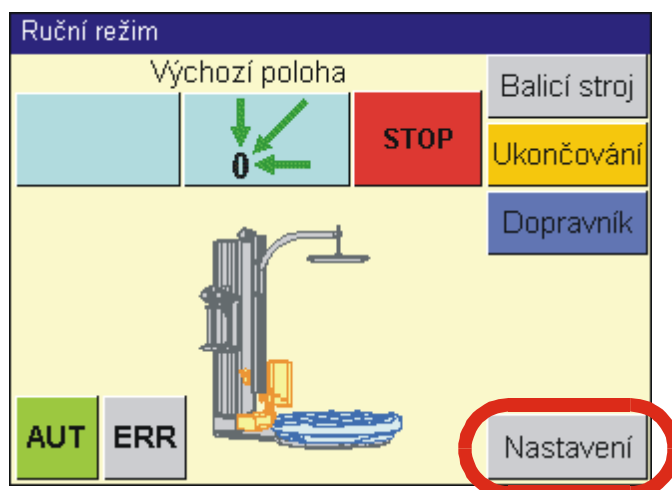 Ruční režim
Výchozí poloha
Balicí stroj
0
STOP
Ukončování
Dopravník
AUT
ERR
Nastavení